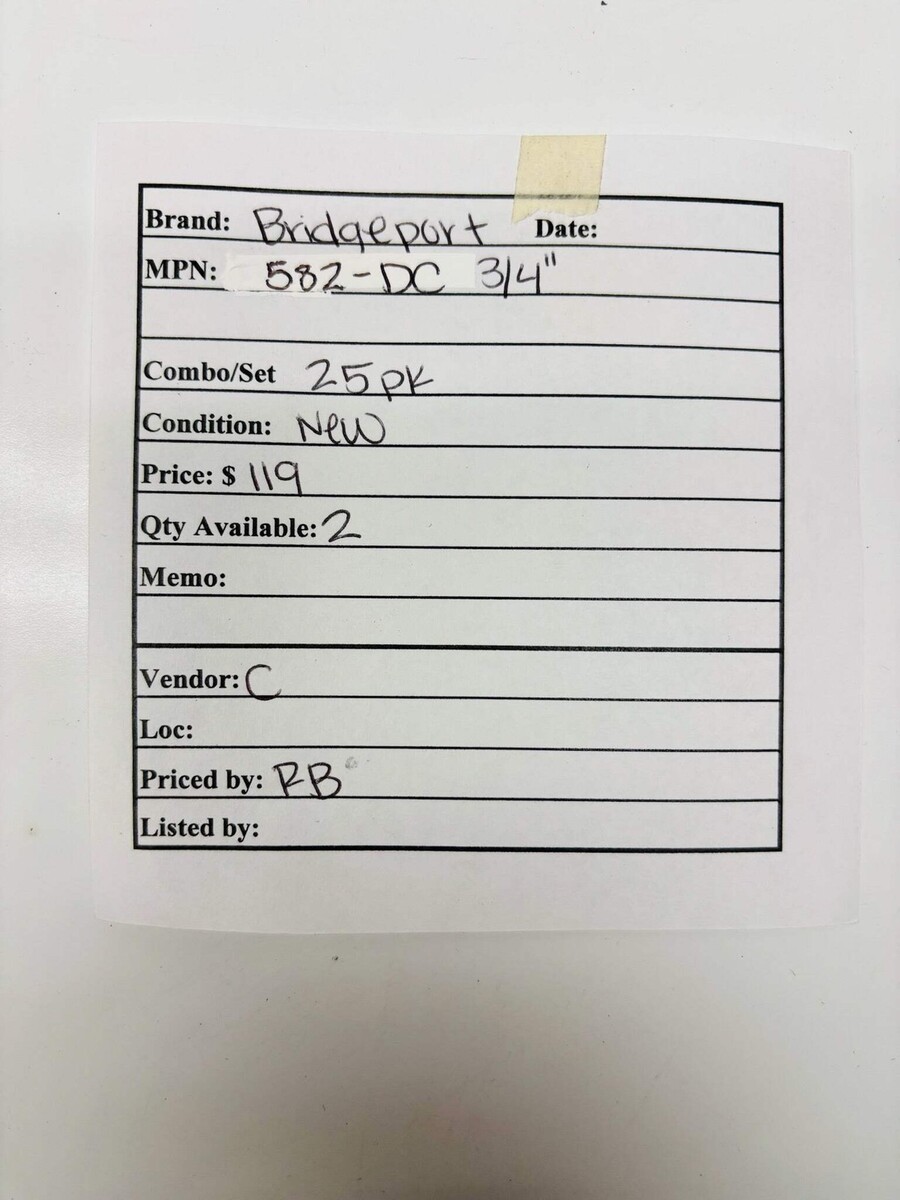 Brand: Bridgeport Date:
MPN: 582-DC 3/4"
Combo/Set 25pk
Condition: New
Price: $ 119
Qty Available: 2
Memo:
Vendor: C
Loc:
Priced by: RB
Listed by: